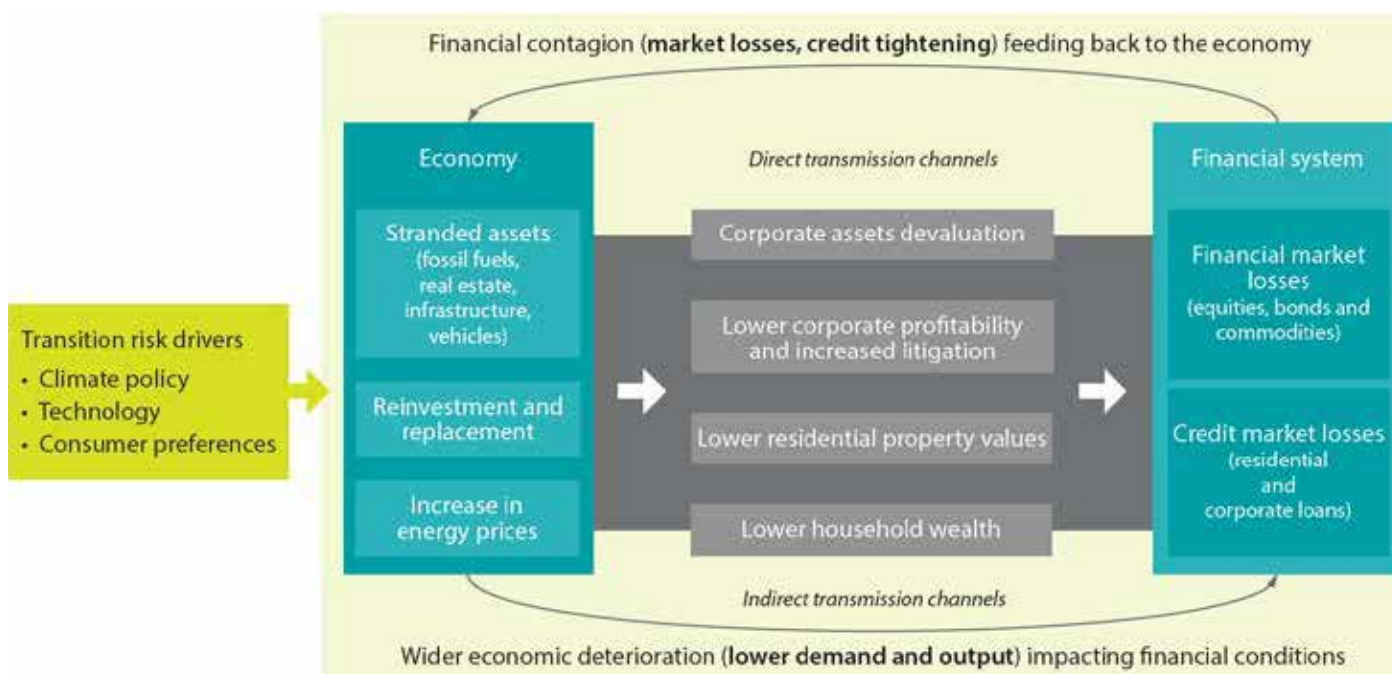 Financial contagion (market losses, credit tightening) feeding back to the economy
Transition risk drivers
• Climate policy
• Technology
• Consumer preferences
Economy
Stranded assets
(fossil fuels,
real estate,
infrastructure,
vehicles)
Reinvestment and
replacement
Increase in
energy prices
Direct transmission channels
Corporate assets devaluation
Lower corporate profitability
and increased litigation
Lower residential property values
Lower household wealth
Indirect transmission channels
Financial system
Financial market
losses
(equities, bonds and
commodities)
Credit market losses
(residential
and
corporate loans)
Wider economic deterioration (lower demand and output) impacting financial conditions